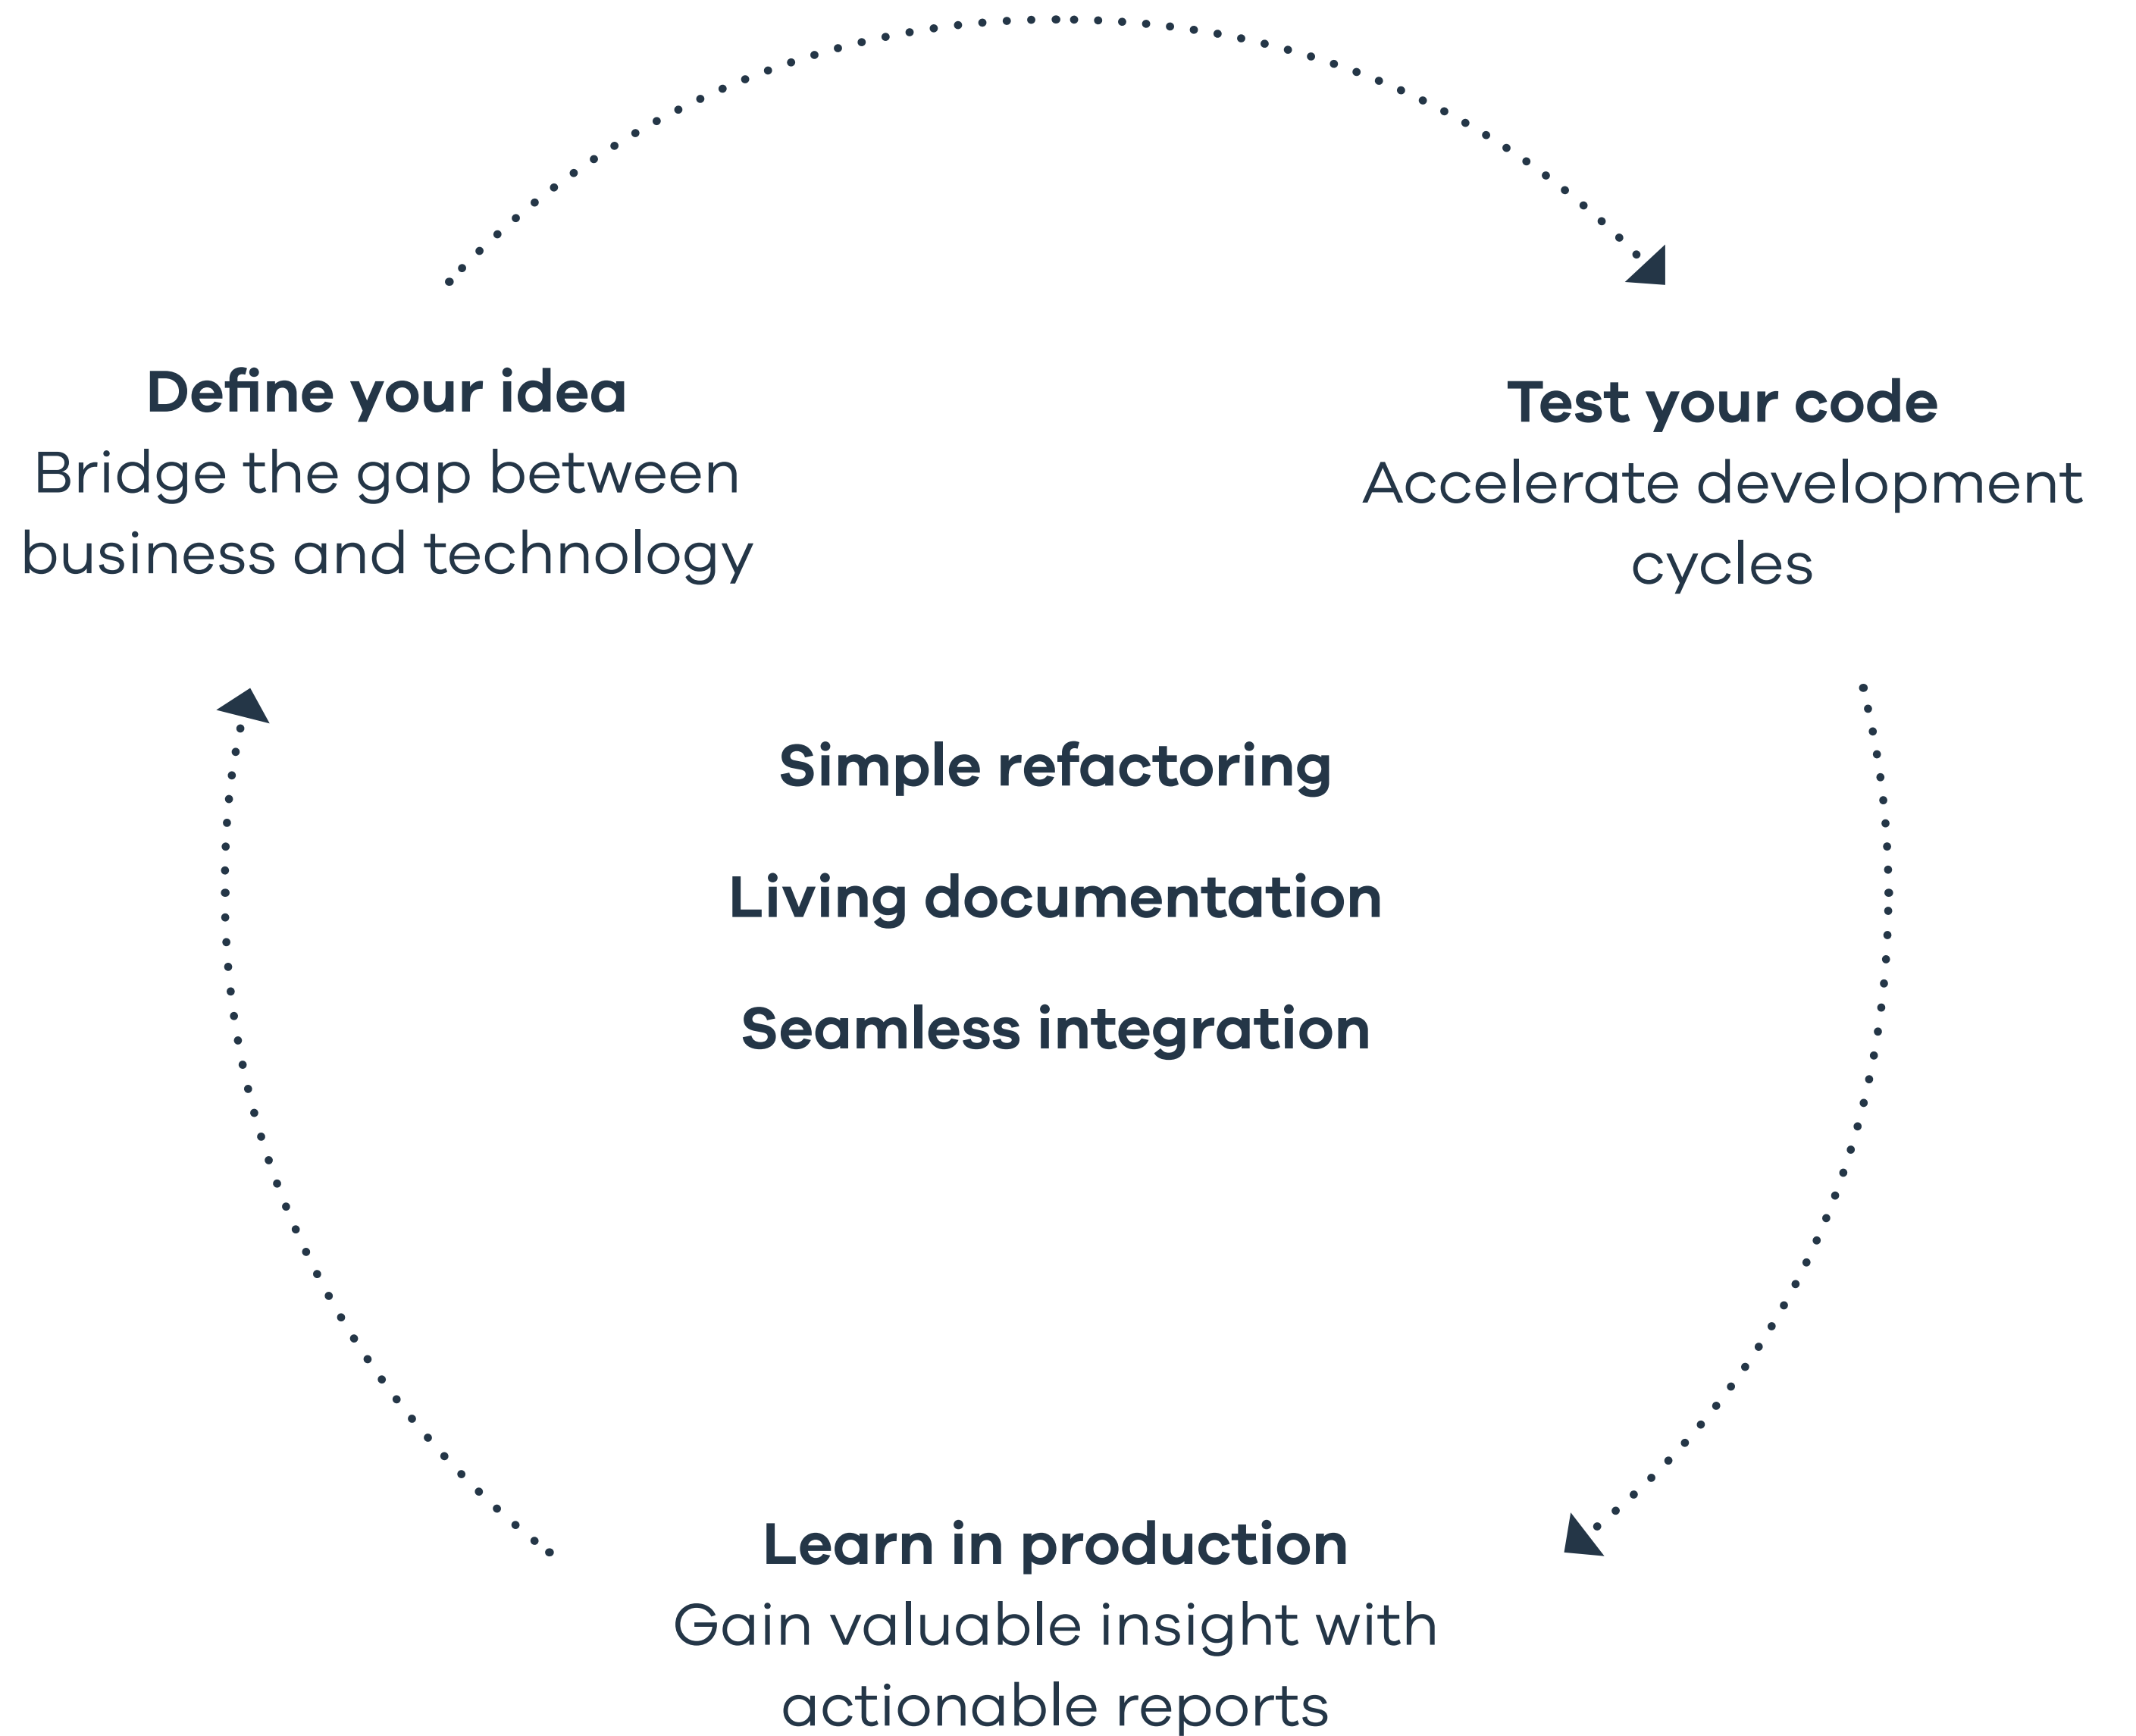 Define your idea
Bridge the gap between
business and technology
Test your code
Accelerate development
cycles
Simple refactoring
Living documentation
Seamless integration
Learn in production
Gain valuable insight with
actionable reports